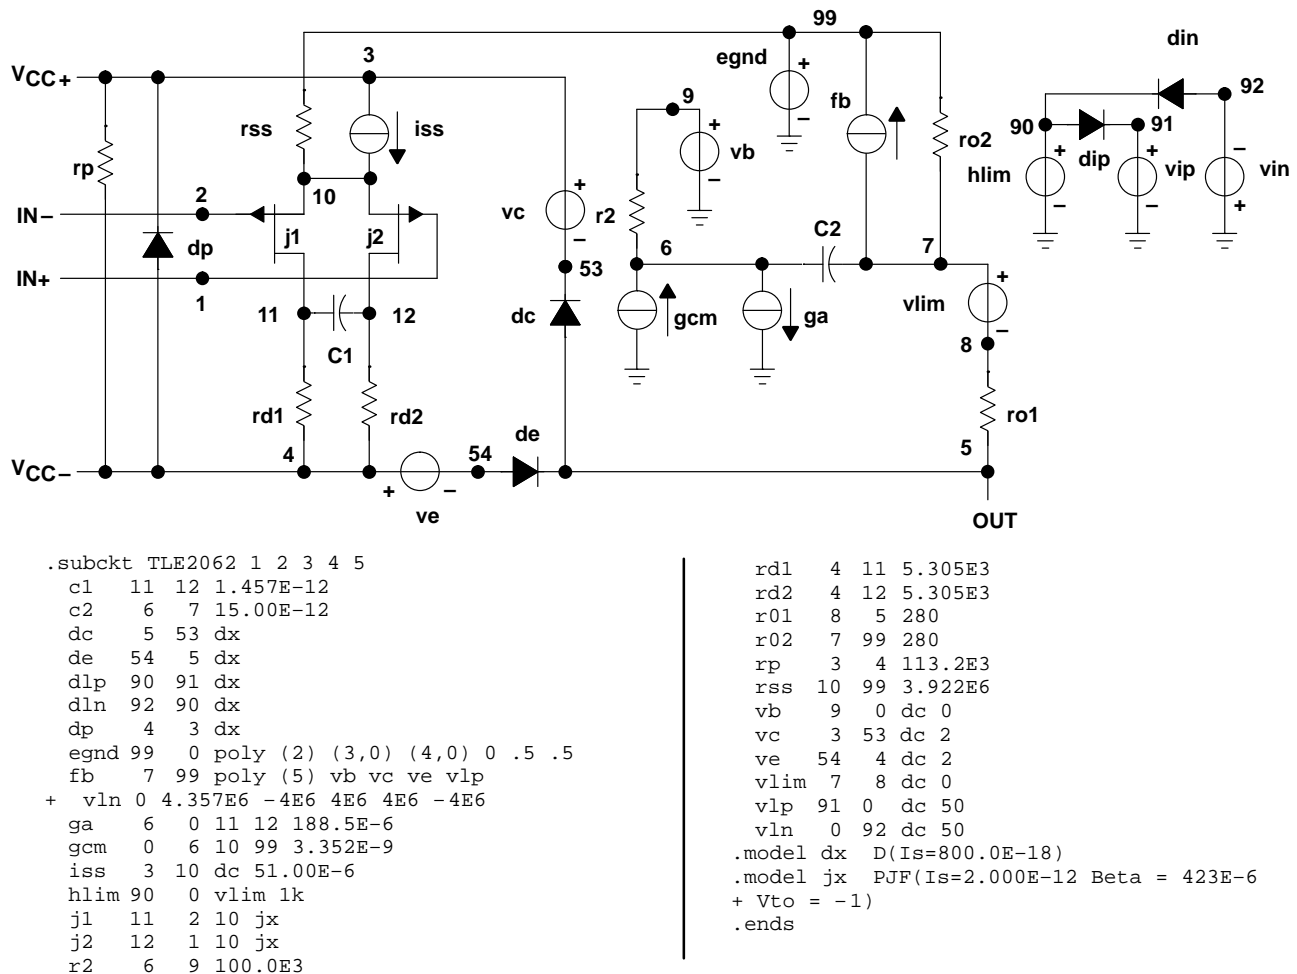 99
din
3
VCC+
egnd
+
−
9
fb
92
rss
iss
+
vb
−
ro2
90
91
rp
10
dip
hlim
+
−
+
vip
−
−
vin
+
2
IN−
j1
j2
vc
+
−
r2
C2
dp
6
7
IN+
1
53
11
12
dc
gcm
ga
vlim
+
−
C1
8
rd1
rd2
ro1
de
4
54
5
VCC−
+
−
ve
OUT
.subckt TLE2062 1 2 3 4 5
c1 11 12 1.457E−12
c2 6 7 15.00E−12
dc 5 53 dx
de 54 5 dx
dlp 90 91 dx
dln 92 90 dx
dp 4 3 dx
egnd 99 0 poly (2) (3,0) (4,0) 0 .5 .5
fb 7 99 poly (5) vb vc ve vlp
+ vln 0 4.357E6 −4E6 4E6 4E6 −4E6
ga 6 0 11 12 188.5E−6
gcm 0 6 10 99 3.352E−9
iss 3 10 dc 51.00E−6
hlim 90 0 vlim 1k
j1 11 2 10 jx
j2 12 1 10 jx
r2 6 9 100.0E3
rd1 4 11 5.305E3
rd2 4 12 5.305E3
r01 8 5 280
r02 7 99 280
rp 3 4 113.2E3
rss 10 99 3.922E6
vb 9 0 dc 0
vc 3 53 dc 2
ve 54 4 dc 2
vlim 7 8 dc 0
vlp 91 0 dc 50
vln 0 92 dc 50
.model dx D(Is=800.0E−18)
.model jx PJF(Is=2.000E−12 Beta = 423E−6
+ Vto = −1)
.ends